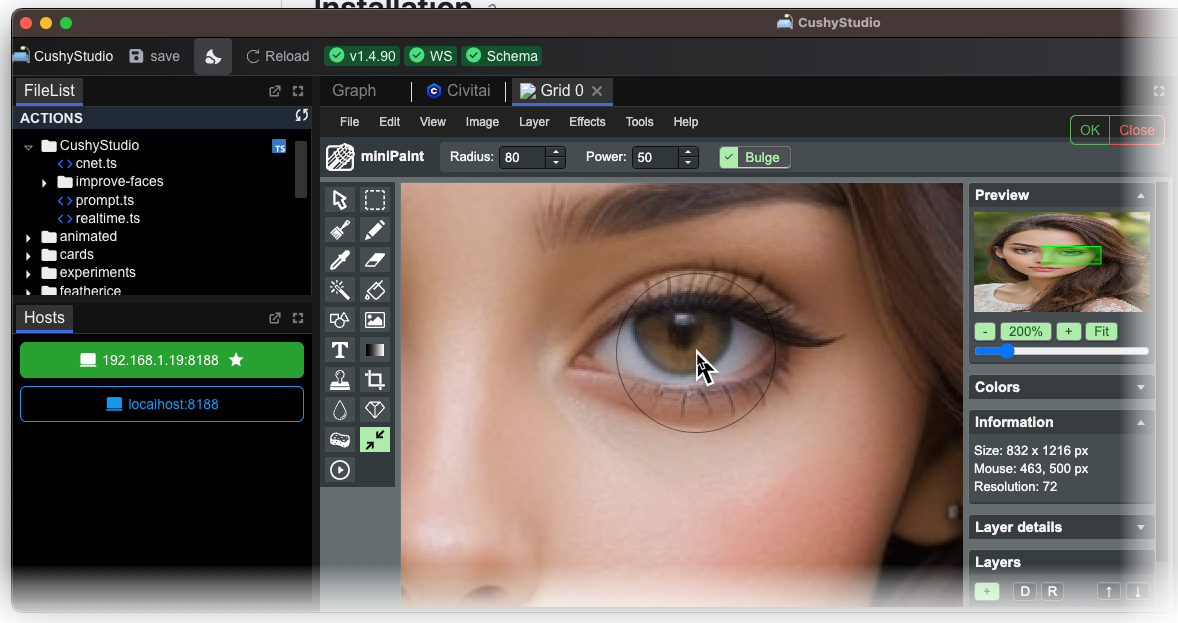 Installation
CushyStudio
CushyStudio save Reload v1.4.90 WS Schema
FileList
ACTIONS
CushyStudio TS
cnet.ts
improve-faces
prompt.ts
realtime.ts
animated
cards
experiments
featherice
Hosts
192.168.1.19:8188
localhost:8188
Graph Civitai Grid 0
File Edit View Image Layer Effects Tools Help
OK Close
miniPaint Radius: 80 Power: 50 Bulge
Preview
- 200% + Fit
Colors
Information
Size: 832 x 1216 px
Mouse: 463, 500 px
Resolution: 72
Layer details
Layers
+ D R ↑ ↓